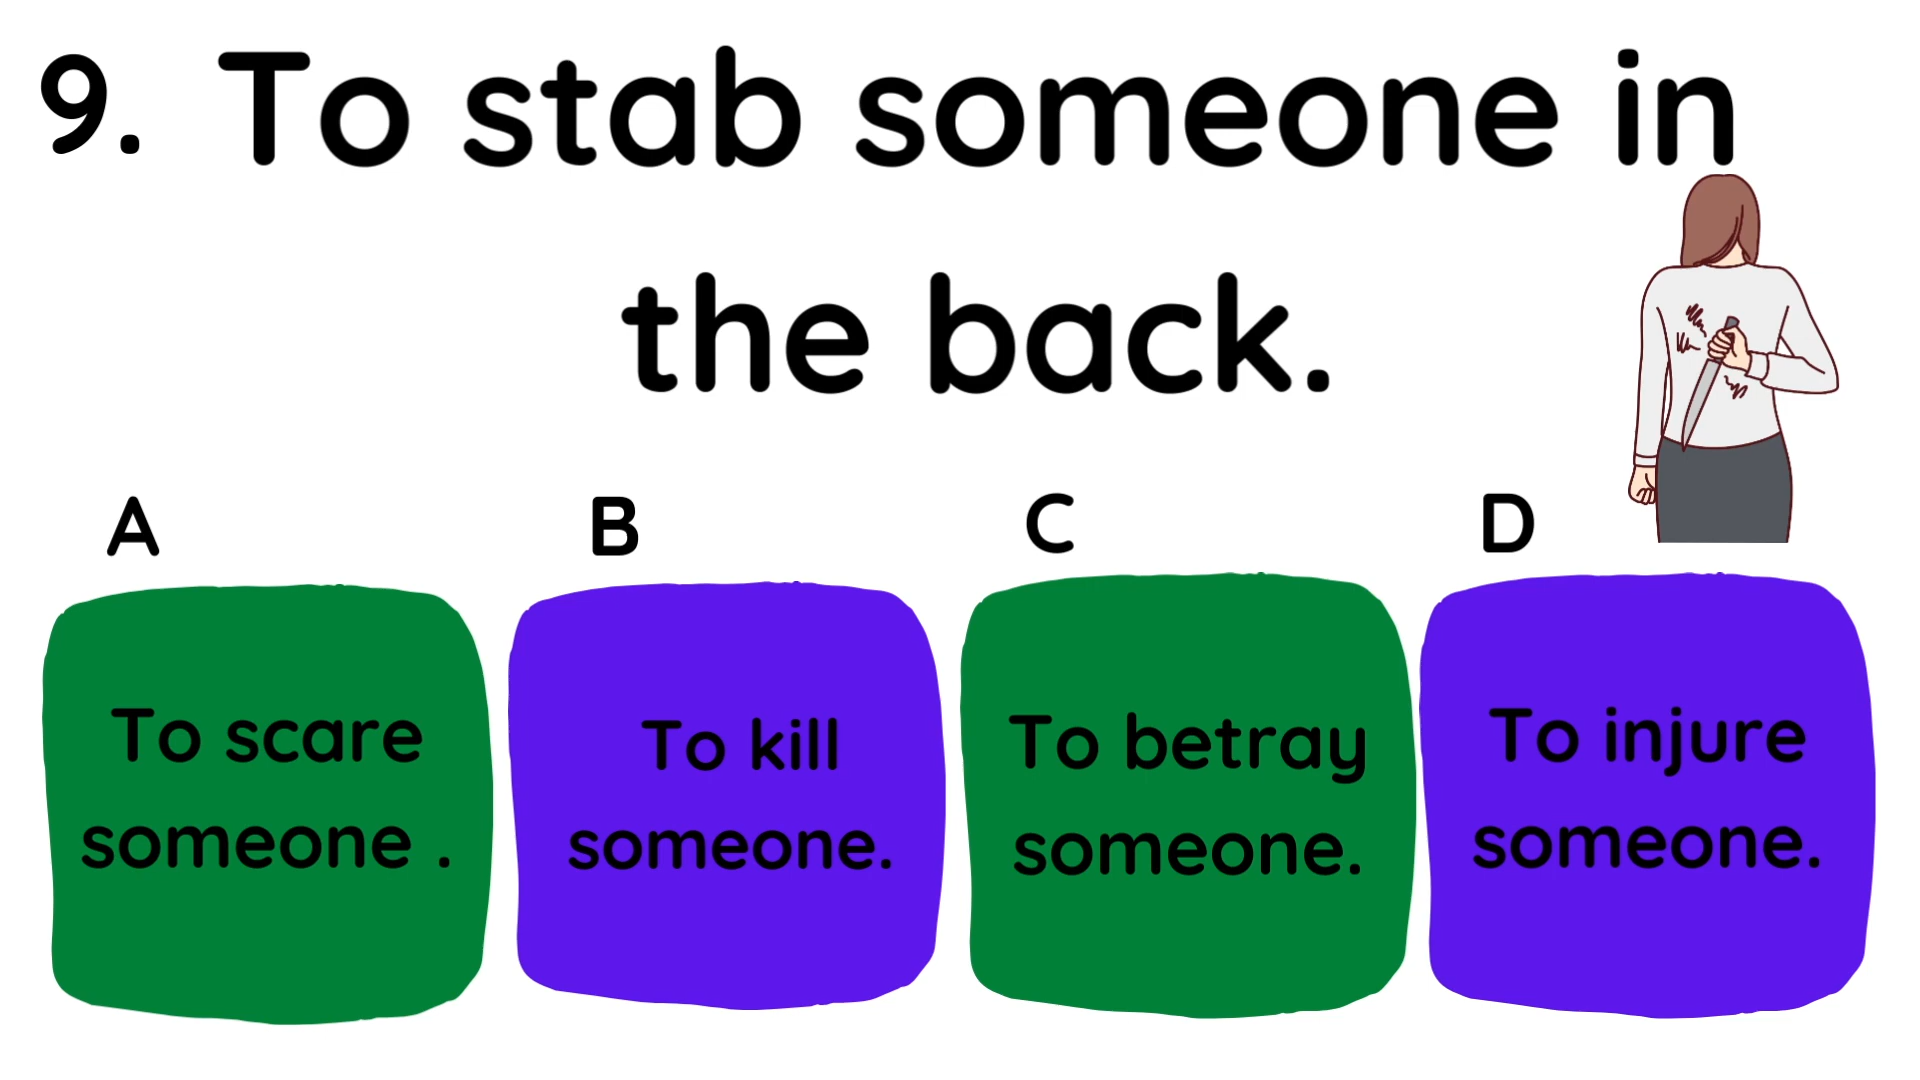 9. To stab someone in
the back.
A
B
C
D
To scare
someone .
To kill
someone.
To betray
someone.
To injure
someone.